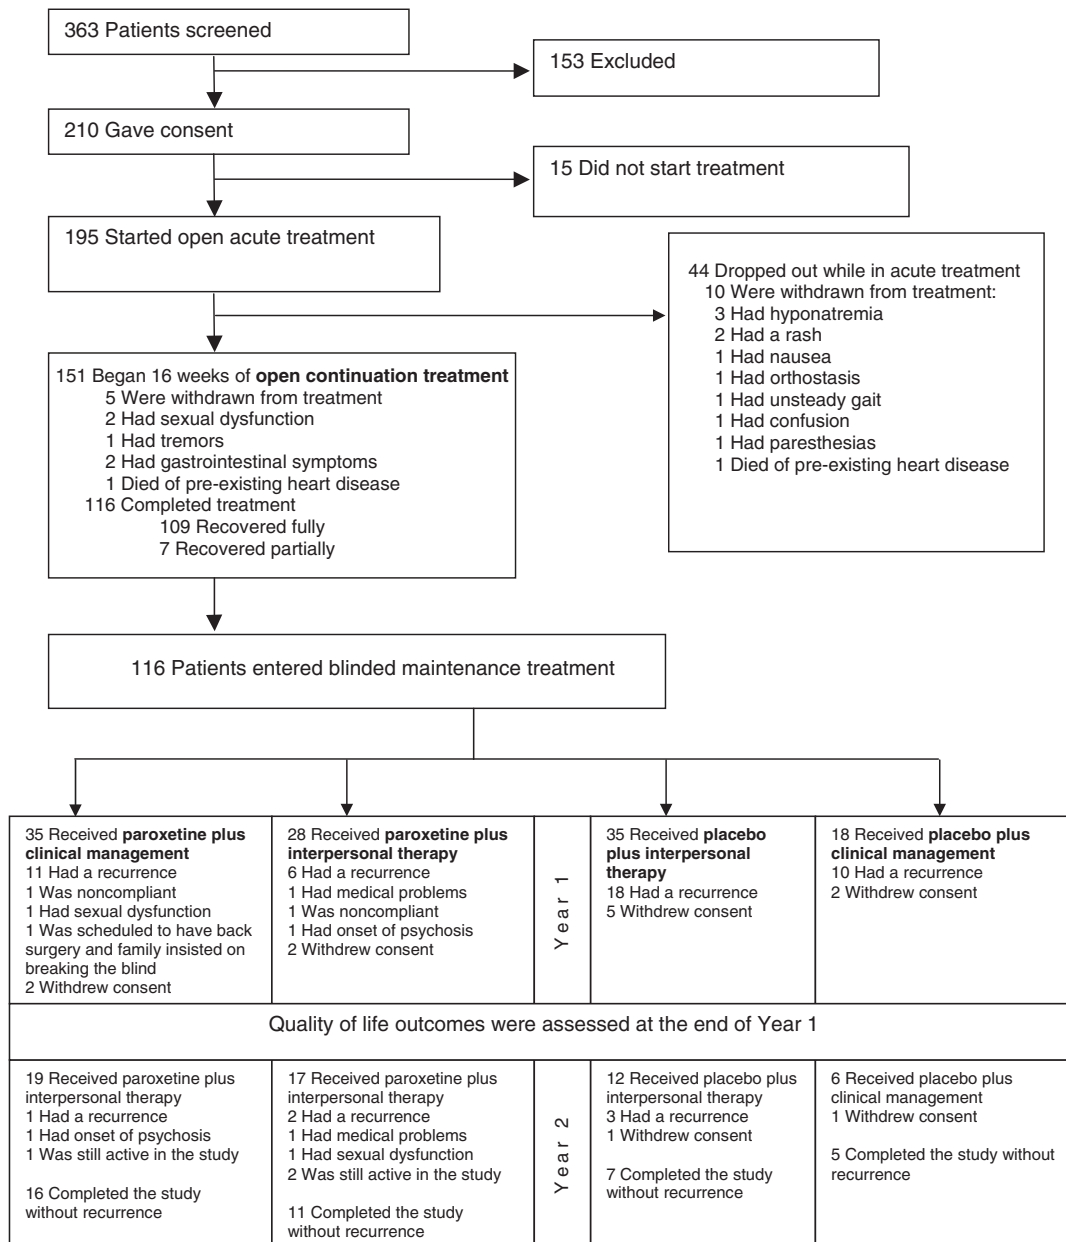 363 Patients screened
153 Excluded
210 Gave consent
15 Did not start treatment
195 Started open acute treatment
44 Dropped out while in acute treatment
10 Were withdrawn from treatment:
3 Had hyponatremia
2 Had a rash
1 Had nausea
1 Had orthostasis
1 Had unsteady gait
1 Had confusion
1 Had paresthesias
1 Died of pre-existing heart disease
151 Began 16 weeks of open continuation treatment
5 Were withdrawn from treatment
2 Had sexual dysfunction
1 Had tremors
2 Had gastrointestinal symptoms
1 Died of pre-existing heart disease
116 Completed treatment
109 Recovered fully
7 Recovered partially
116 Patients entered blinded maintenance treatment
35 Received paroxetine plus
clinical management
11 Had a recurrence
1 Was noncompliant
1 Had sexual dysfunction
1 Was scheduled to have back
surgery and family insisted on
breaking the blind
2 Withdrew consent
28 Received paroxetine plus
interpersonal therapy
6 Had a recurrence
1 Had medical problems
1 Was noncompliant
1 Had onset of psychosis
2 Withdrew consent
Year 1
35 Received placebo
plus interpersonal
therapy
18 Had a recurrence
5 Withdrew consent
18 Received placebo plus
clinical management
10 Had a recurrence
2 Withdrew consent
Quality of life outcomes were assessed at the end of Year 1
19 Received paroxetine plus
interpersonal therapy
1 Had a recurrence
1 Had onset of psychosis
1 Was still active in the study
16 Completed the study
without recurrence
17 Received paroxetine plus
interpersonal therapy
2 Had a recurrence
1 Had medical problems
1 Had sexual dysfunction
2 Was still active in the study
11 Completed the study
without recurrence
Year 2
12 Received placebo plus
interpersonal therapy
3 Had a recurrence
1 Withdrew consent
7 Completed the study
without recurrence
6 Received placebo plus
clinical management
1 Withdrew consent
5 Completed the study without
recurrence